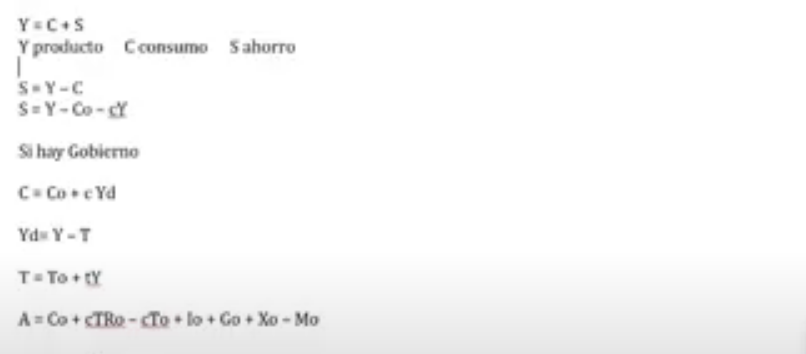 Y = C + S
Y producto C consumo S ahorro
S = Y – C
S = Y – Co – cY
Si hay Gobierno
C = Co + c Yd
Yd= Y – T
T = To + tY
A = Co + cTRo – cTo + Io + Go + Xo – Mo